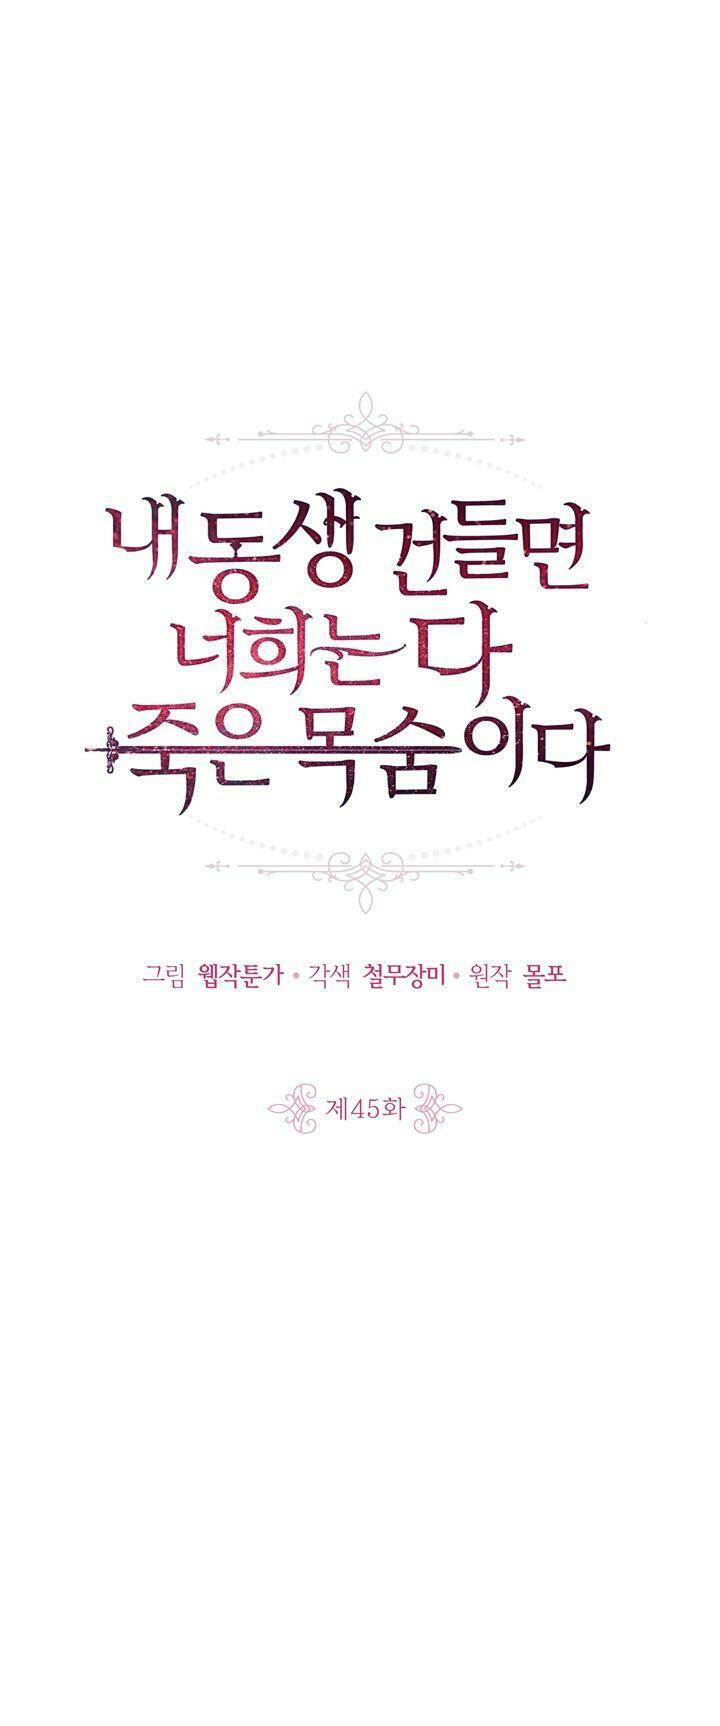 내 동생 건들면
너희는 다
죽은 목숨이다
그림 웹작툰가 • 각색 철무장미 • 원작 몰포
제45화